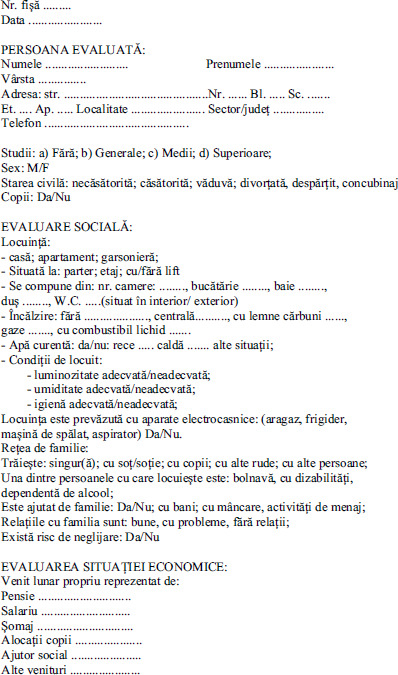 Nr. fişă .........
Data .......................
PERSOANA EVALUATĂ:
Numele .......................... Prenumele ......................
Vârsta ...............
Adresa: str. .............................................Nr. ...... Bl. ..... Sc. .......
Et. .... Ap. ..... Localitate ....................... Sector/judeţ ................
Telefon .............................................
Studii: a) Fără; b) Generale; c) Medii; d) Superioare;
Sex: M/F
Starea civilă: necăsătorită; căsătorită; văduvă; divorţată, despărţit, concubinaj
Copii: Da/Nu
EVALUARE SOCIALĂ:
Locuinţă:
- casă; apartament; garsonieră;
- Situată la: parter; etaj; cu/fără lift
- Se compune din: nr. camere: ........, bucătărie ........, baie ........,
duş ........, W.C. .....(situat în interior/ exterior)
- Încălzire: fără ...................., centrală.........., cu lemne cărbuni ......,
gaze ......., cu combustibil lichid .......
- Apă curentă: da/nu: rece ..... caldă ....... alte situaţii;
- Condiţii de locuit:
- luminozitate adecvată/neadecvată;
- umiditate adecvată/neadecvată;
- igienă adecvată/neadecvată;
Locuinţa este prevăzută cu aparate electrocasnice: (aragaz, frigider,
maşină de spălat, aspirator) Da/Nu.
Reţea de familie:
Trăieşte: singur(ă); cu soţ/soţie; cu copii; cu alte rude; cu alte persoane;
Una dintre persoanele cu care locuieşte este: bolnavă, cu dizabilităţi,
dependentă de alcool;
Este ajutat de familie: Da/Nu; cu bani; cu mâncare, activităţi de menaj;
Relaţiile cu familia sunt: bune, cu probleme, fără relaţii;
Există risc de neglijare: Da/Nu
EVALUAREA SITUAŢIEI ECONOMICE:
Venit lunar propriu reprezentat de:
Pensie .............................
Salariu ............................
Şomaj ..............................
Alocaţii copii .....................
Ajutor social ......................
Alte venituri ......................